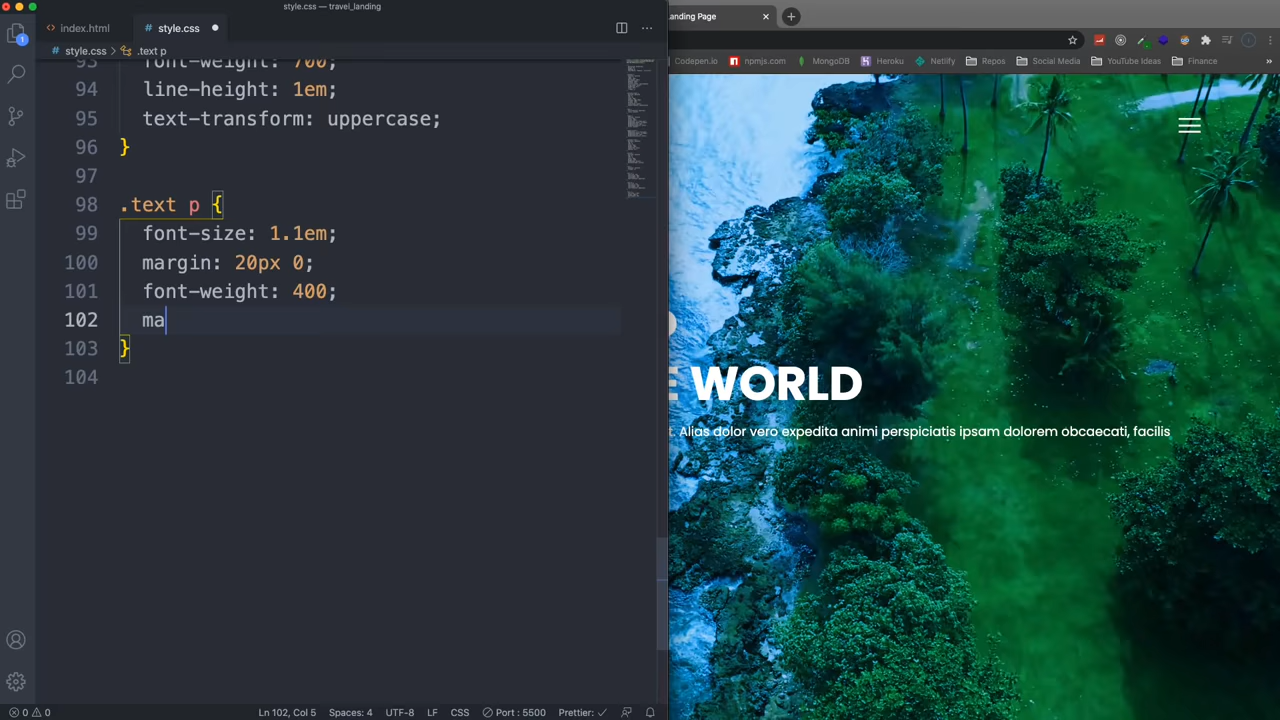 style.css — travel_landing
index.html
style.css
style.css > .text p
93
font-weight: 700;
94
line-height: 1em;
95
text-transform: uppercase;
96
}
97
98
.text p {
99
font-size: 1.1em;
100
margin: 20px 0;
101
font-weight: 400;
102
ma
103
}
104
1
0 0
Ln 102, Col 5
Spaces: 4
UTF-8
LF
CSS
Port : 5500
Prettier: ✓
anding Page
Codepen.io
npmjs.com
MongoDB
Heroku
Netlify
Repos
Social Media
YouTube Ideas
Finance
»
E WORLD
t. Alias dolor vero expedita animi perspiciatis ipsam dolorem obcaecati, facilis